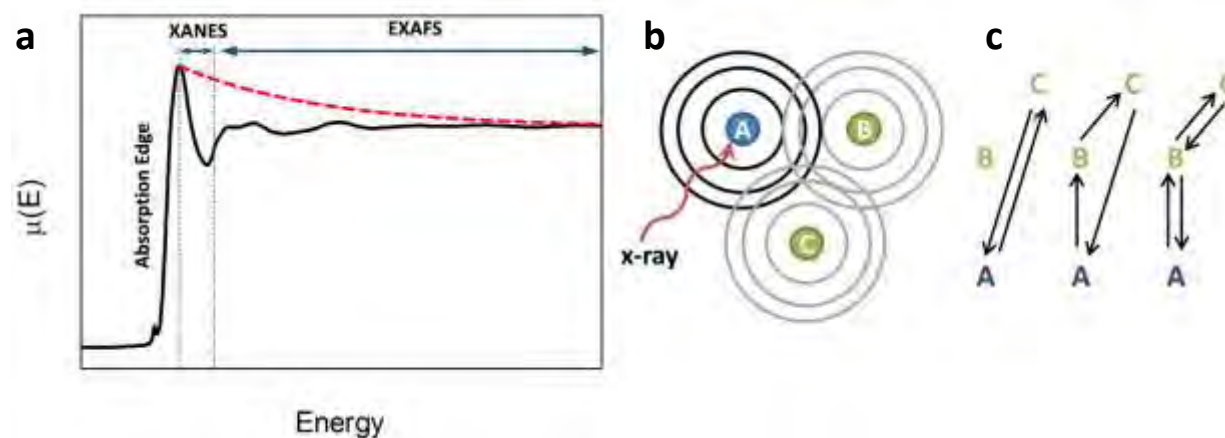 a
XANES
EXAFS
Absorption Edge
μ(E)
Energy
b
A
B
C
x-ray
c
C
B
A
C
B
A
B
A